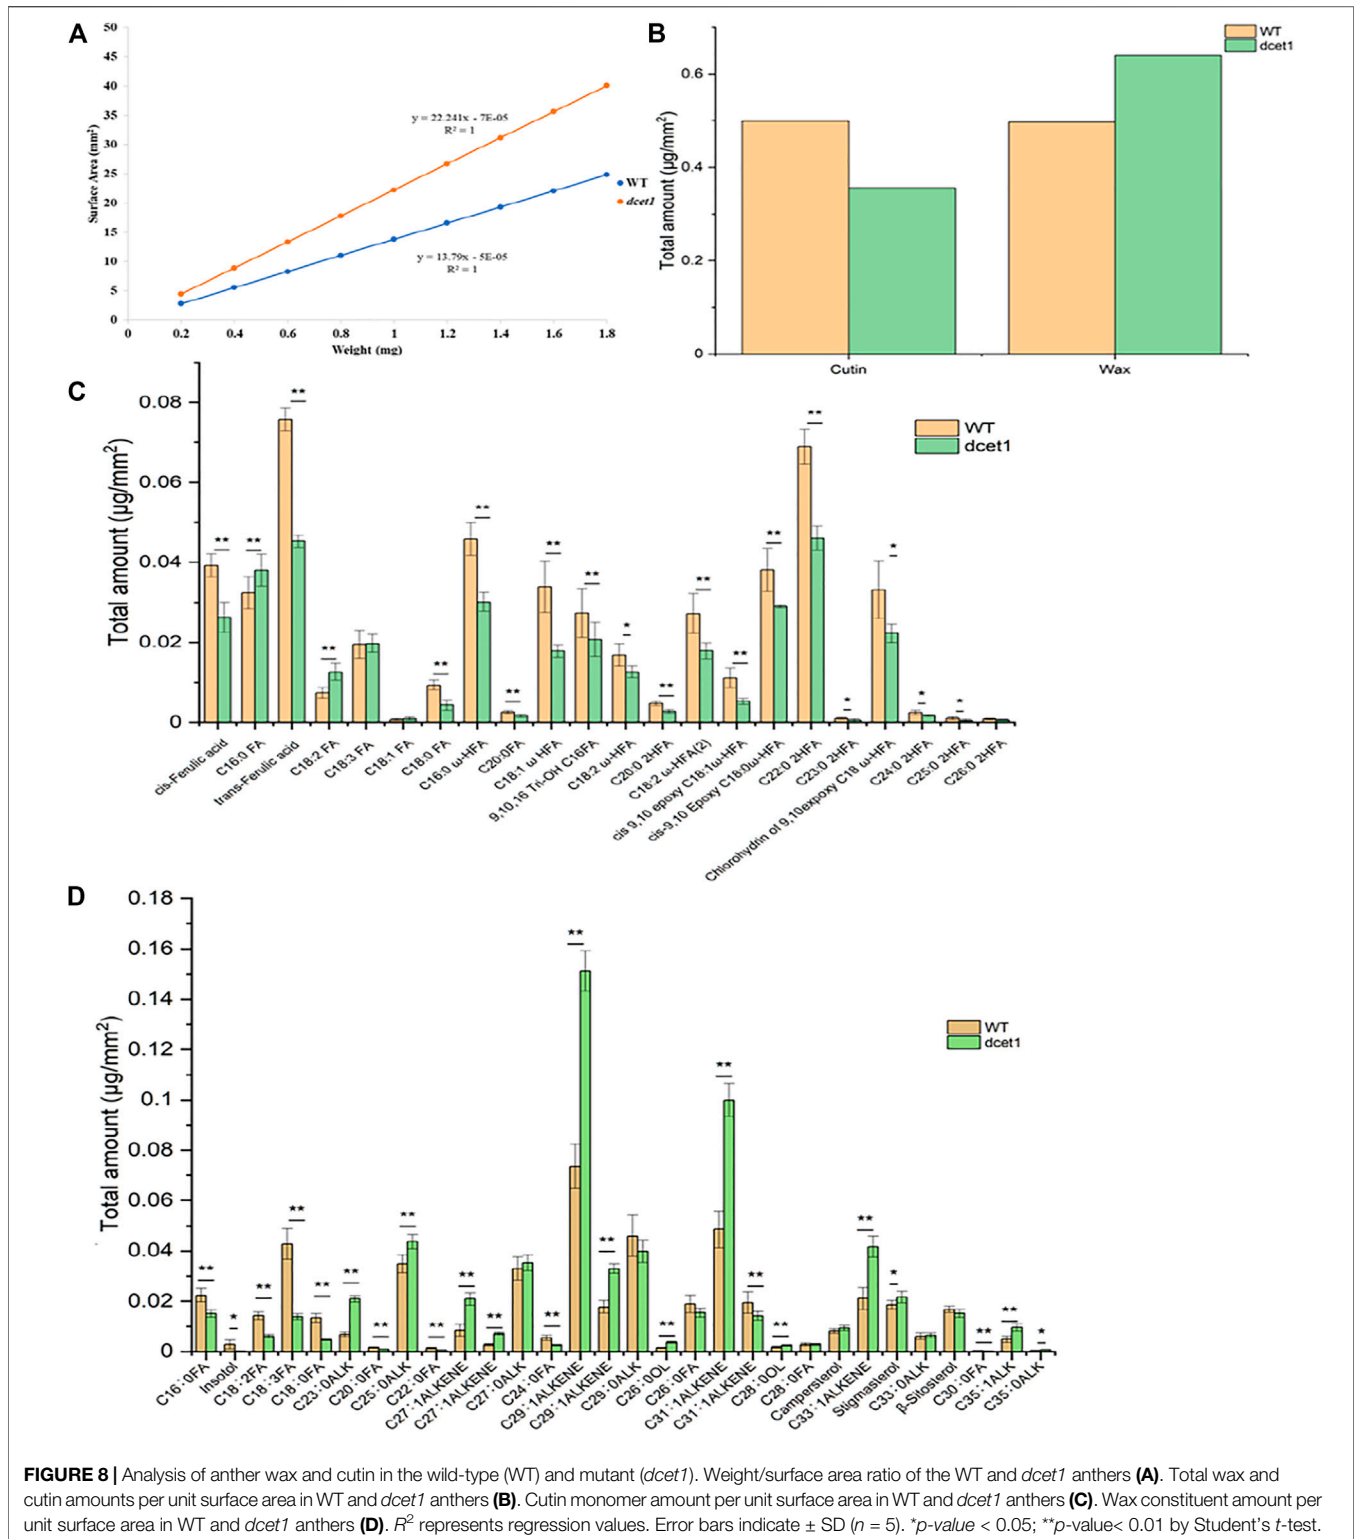 A
50
45
40
35
30
25
20
15
10
5
0
Surface Area (mm²)
y = 22.241x - 7E-05
R² = 1
WT
dcet1
y = 13.79x - 5E-05
R² = 1
0 0.2 0.4 0.6 0.8 1 1.2 1.4 1.6 1.8
Weight (mg)
B
WT
dcet1
0.6
0.4
0.2
0
Total amount (µg/mm²)
Cutin Wax
C
0.08
0.06
0.04
0.02
0
Total amount (µg/mm²)
WT
dcet1
** ** ** ** ** ** ** ** ** * ** ** ** ** ** * * * *
cis-Ferulic acid
C16:0 FA
trans-Ferulic acid
C18:2 FA
C18:3 FA
C18:1 FA
C18:0 FA
C16:0 ω-HFA
C20:0FA
C18:1 ω HFA
9,10,16 Tri-OH C16FA
C18:2 ω-HFA
C20:0 2HFA
C18:2 ω-HFA(2)
cis 9,10 epoxy C18:1ω-HFA
cis-9,10 Epoxy C18:0ω-HFA
C22:0 2HFA
C23:0 2HFA
Chlorohydrin of 9,10expoxy C18 ω-HFA
C24:0 2HFA
C25:0 2HFA
C26:0 2HFA
D
0.18
0.16
0.14
0.12
0.1
0.08
0.06
0.04
0.02
0
Total amount (µg/mm²)
WT
dcet1
** * ** ** ** ** ** ** ** ** ** ** ** ** ** ** ** ** ** * ** ** *
C16:0FA
Insolol
C18:2FA
C18:3FA
C18:0FA
C23:0ALK
C20:0FA
C25:0ALK
C22:0FA
C27:1ALKENE
C27:1ALKENE
C27:0ALK
C24:0FA
C29:1ALKENE
C29:1ALKENE
C29:0ALK
C26:0OL
C26:0FA
C31:1ALKENE
C31:1ALKENE
C28:0OL
C28:0FA
Campersterol
C33:1ALKENE
Stigmasterol
C33:0ALK
β-Sitosterol
C30:0FA
C35:1ALK
C35:0ALK
FIGURE 8 | Analysis of anther wax and cutin in the wild-type (WT) and mutant (dcet1). Weight/surface area ratio of the WT and dcet1 anthers (A). Total wax and
cutin amounts per unit surface area in WT and dcet1 anthers (B). Cutin monomer amount per unit surface area in WT and dcet1 anthers (C). Wax constituent amount per
unit surface area in WT and dcet1 anthers (D). R² represents regression values. Error bars indicate ± SD (n = 5). *p-value < 0.05; **p-value< 0.01 by Student’s t-test.